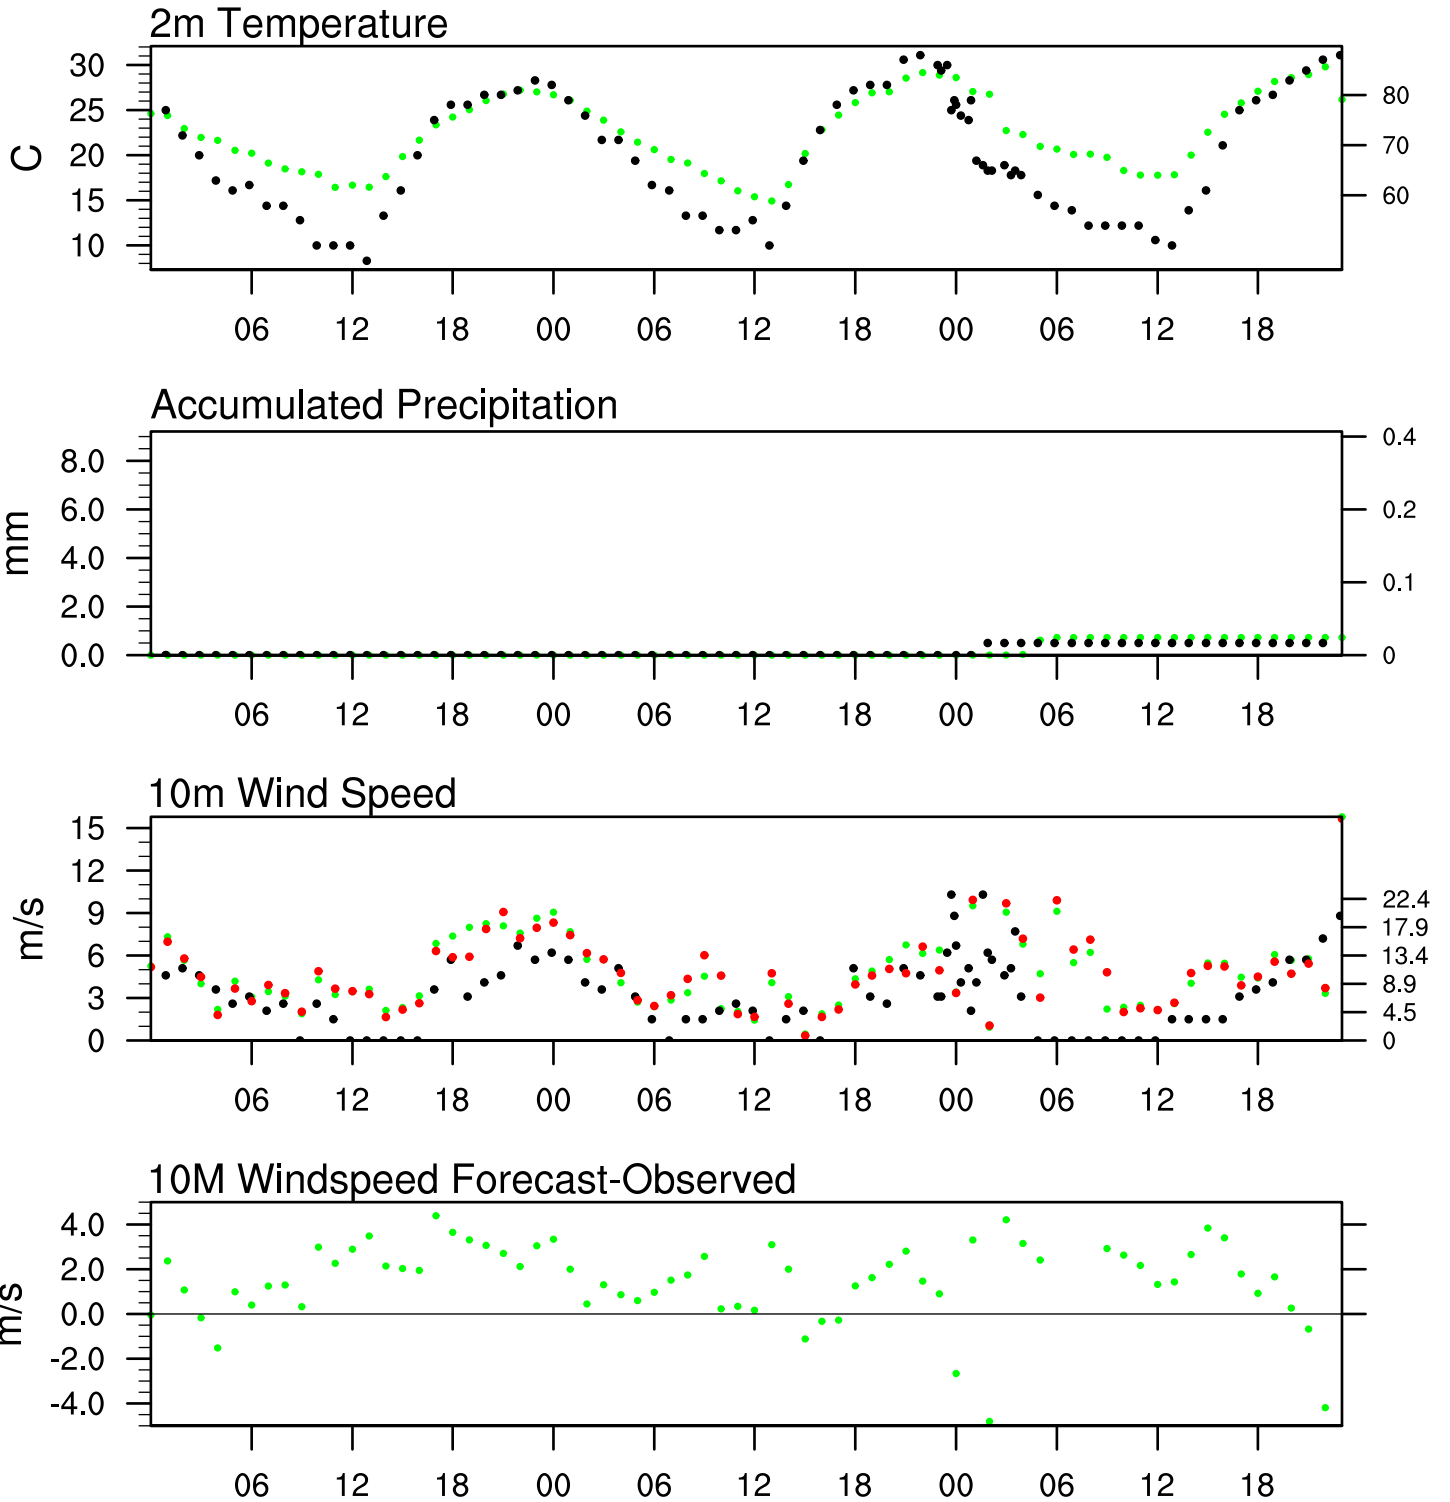 2m Temperature
30
25
20
15
10
C
80
70
60
06 12 18 00 06 12 18 00 06 12 18
Accumulated Precipitation
8.0
6.0
4.0
2.0
0.0
mm
0.4
0.2
0.1
0
06 12 18 00 06 12 18 00 06 12 18
10m Wind Speed
15
12
9
6
3
0
m/s
22.4
17.9
13.4
8.9
4.5
0
06 12 18 00 06 12 18 00 06 12 18
10M Windspeed Forecast-Observed
4.0
2.0
0.0
-2.0
-4.0
m/s
06 12 18 00 06 12 18 00 06 12 18